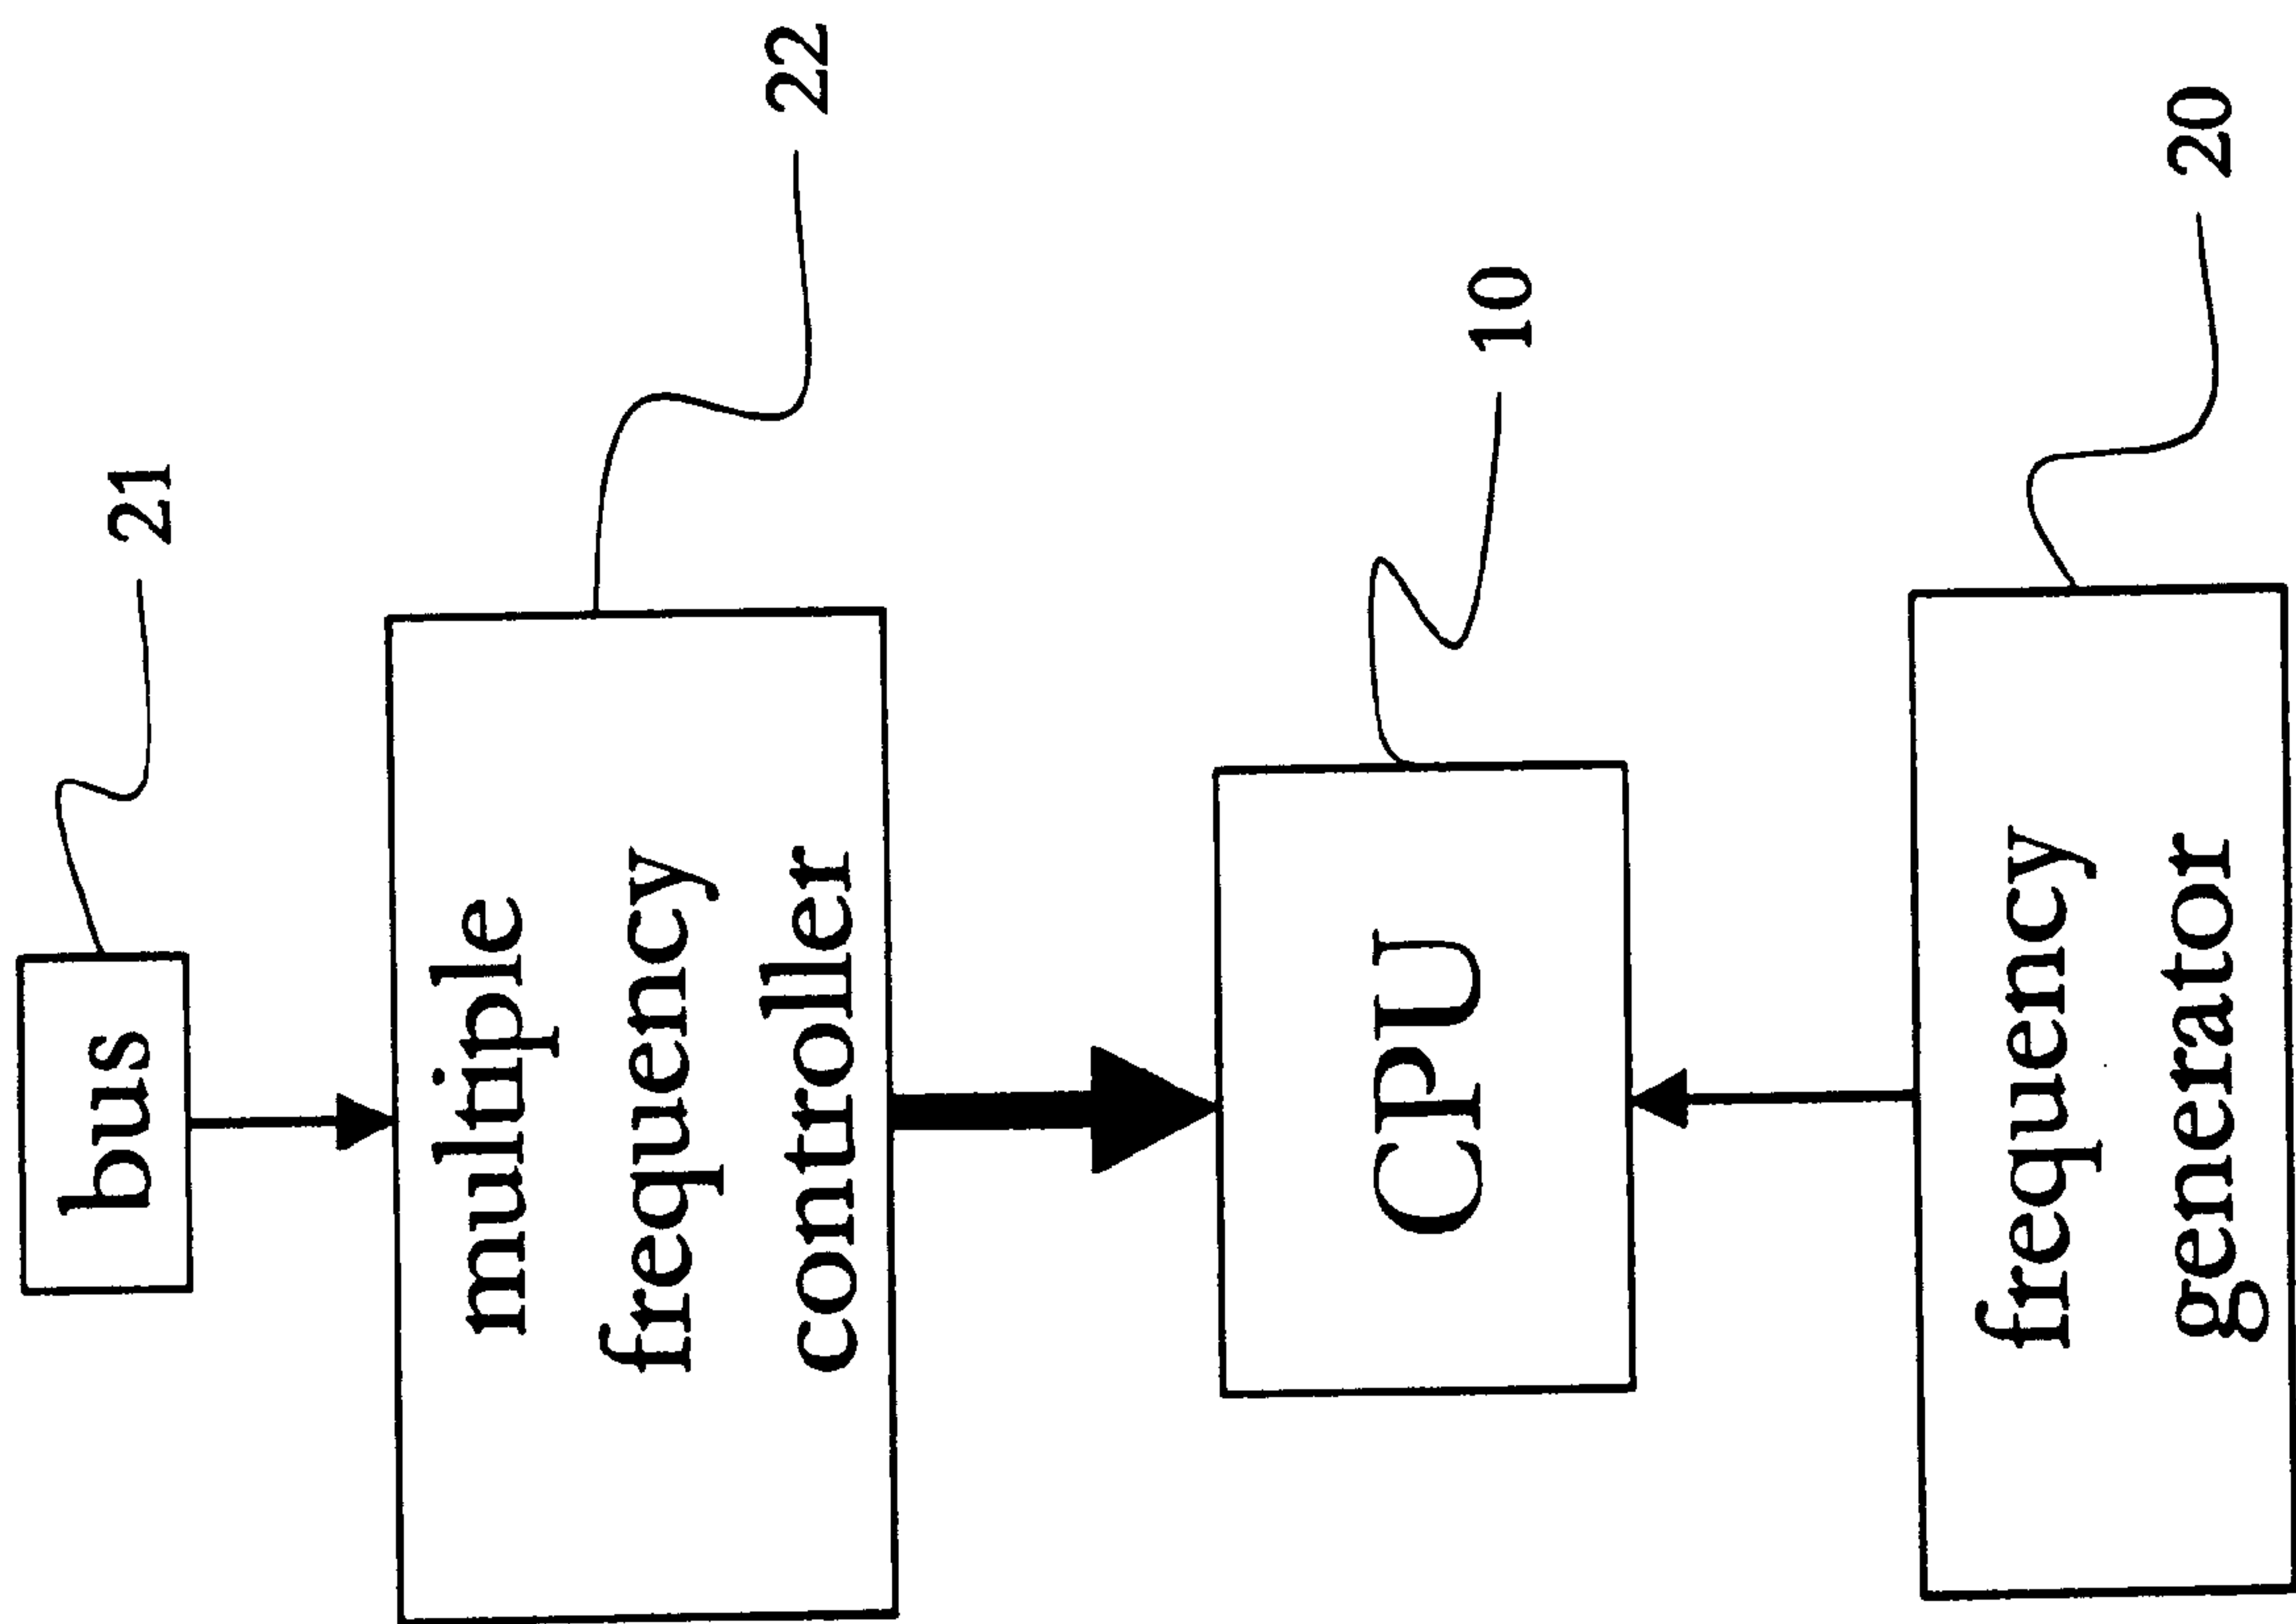 bus
21
multiple
frequency
controller
22
CPU
10
frequency
generator
20